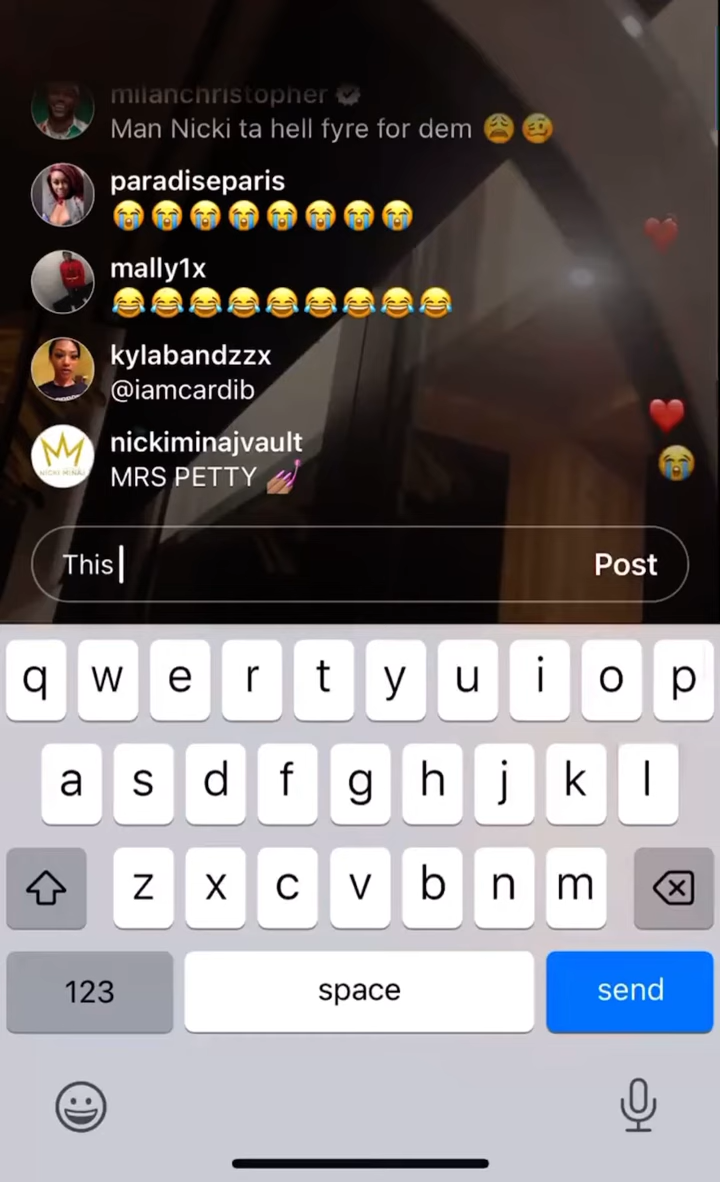 milanchristopher
Man Nicki ta hell fyre for dem 😩🥴
paradiseparis
😭😭😭😭😭😭😭😭
mally1x
😂😂😂😂😂😂😂😂😂
kylabandzzx
@iamcardib
nickiminajvault
MRS PETTY 💅🏽
This
Post
q w e r t y u i o p
a s d f g h j k l
z x c v b n m
123 space send